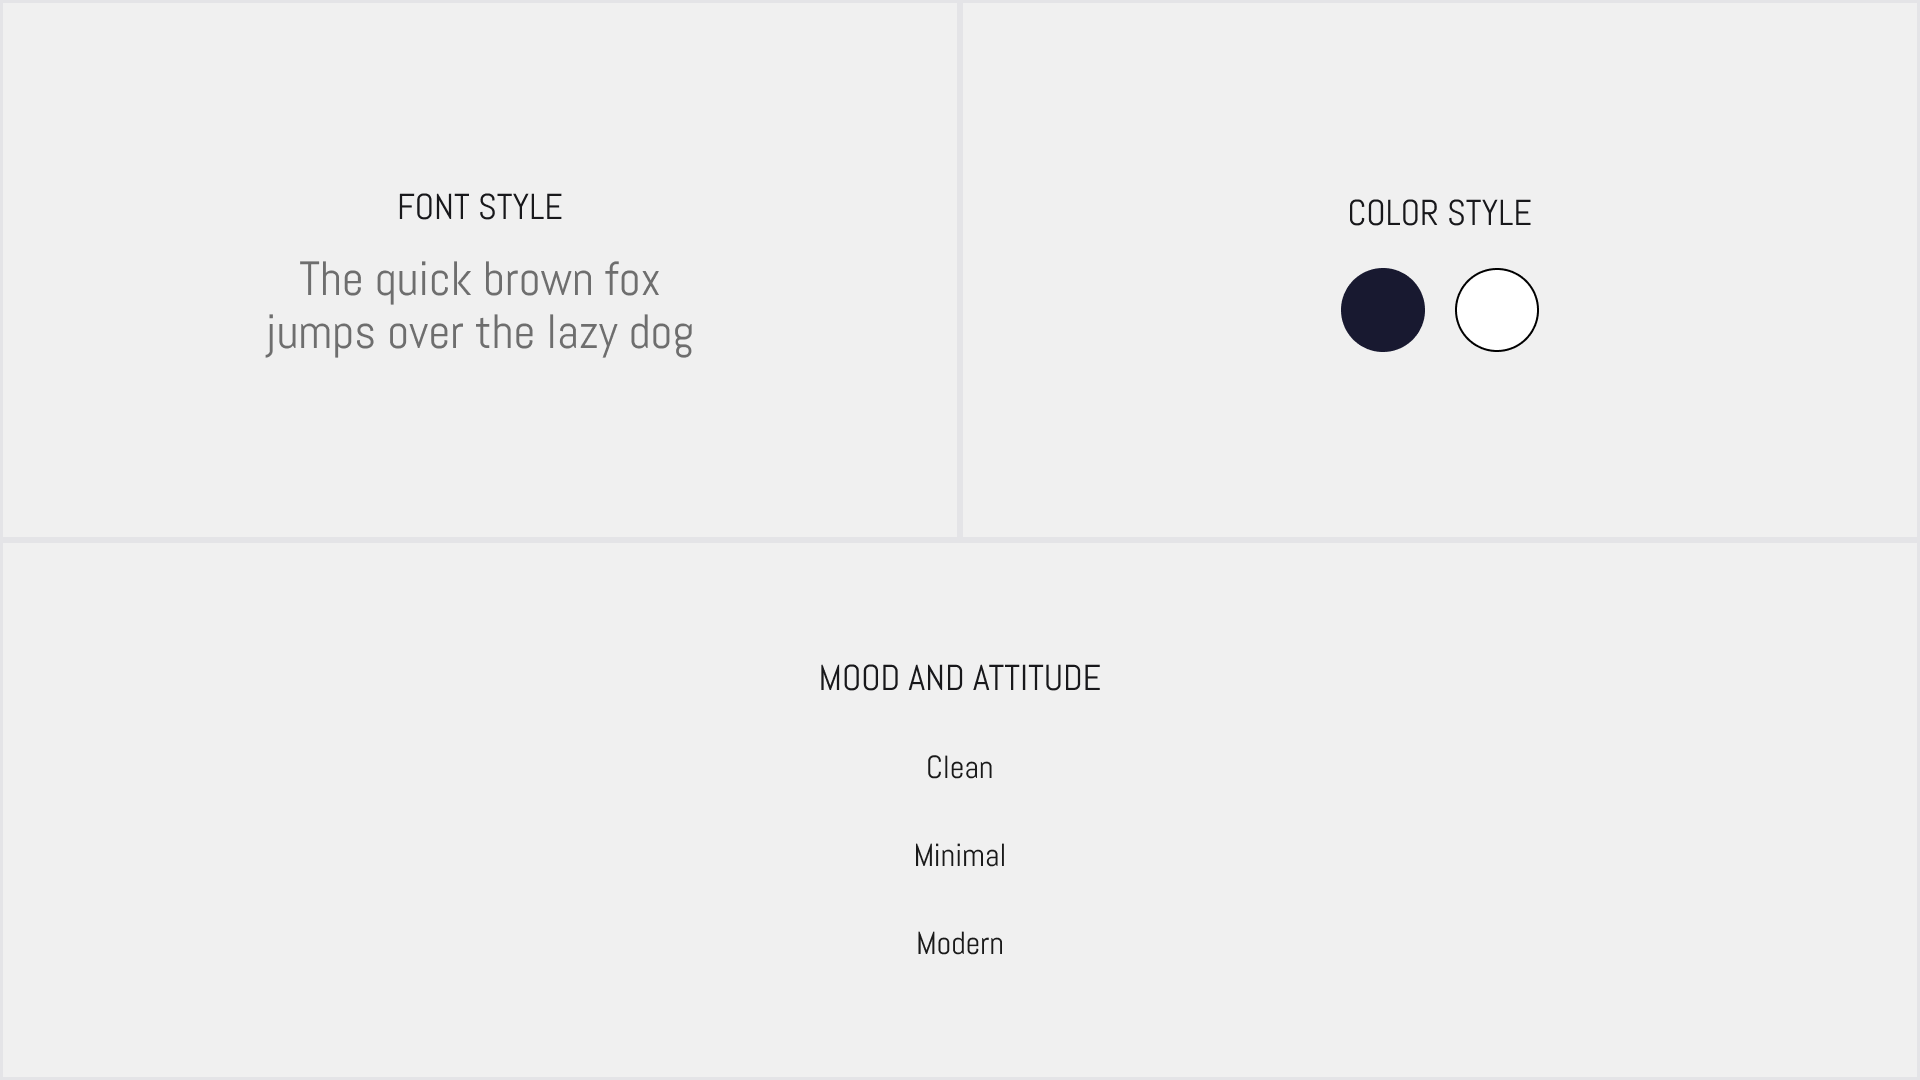 FONT STYLE
The quick brown fox
jumps over the lazy dog
COLOR STYLE
MOOD AND ATTITUDE
Clean
Minimal
Modern